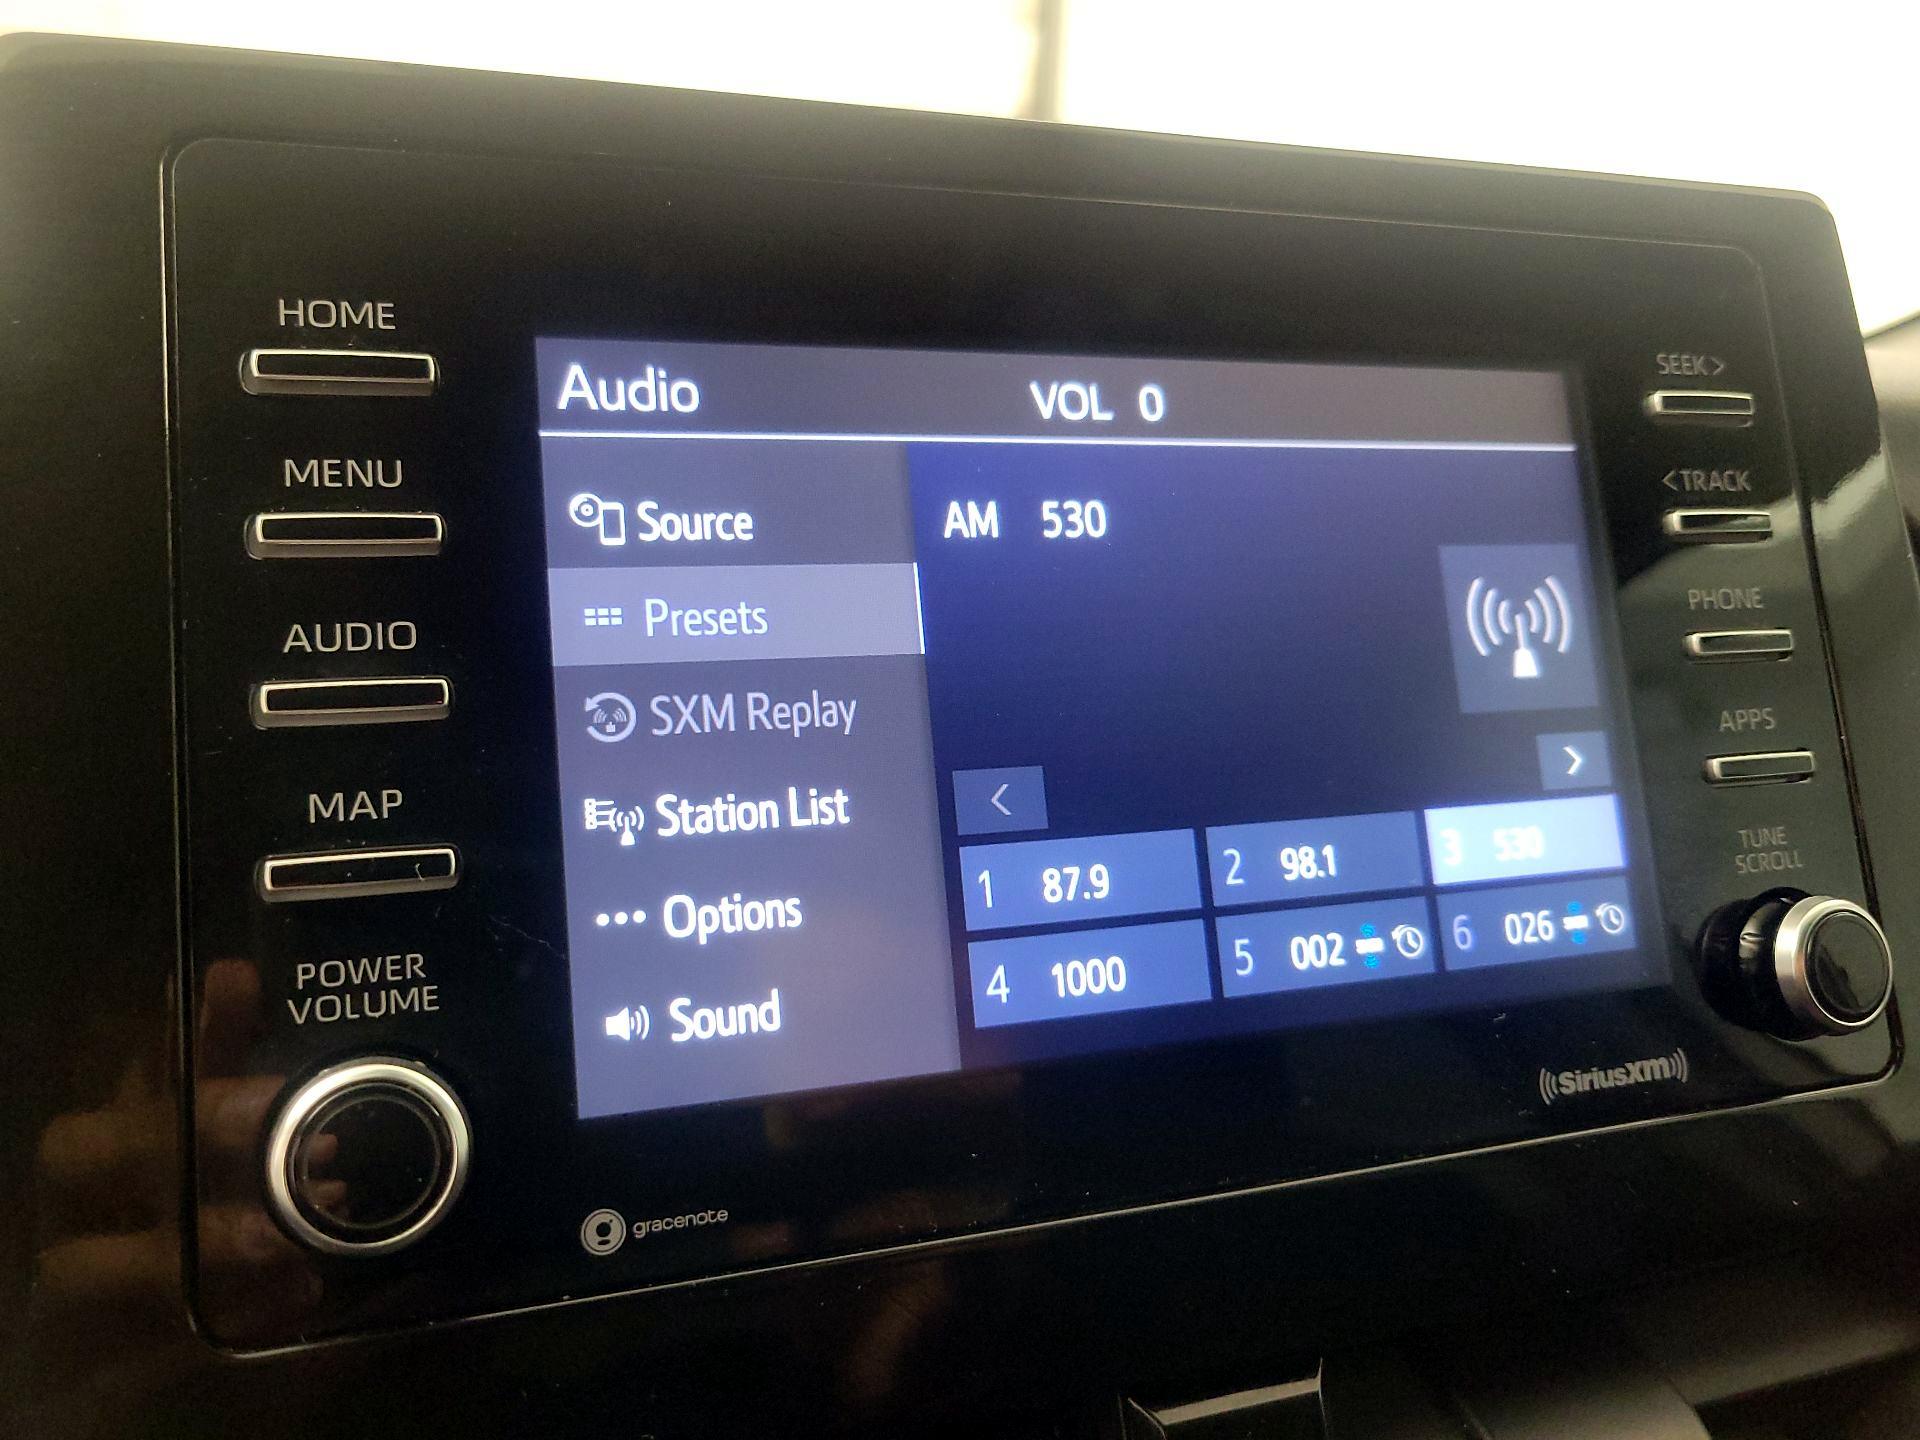 HOME
MENU
AUDIO
MAP
POWER
VOLUME
Audio VOL 0
Source
Presets
SXM Replay
Station List
Options
Sound
AM 530
<
>
1 87.9
2 98.1
3 530
4 1000
5 002
6 026
SEEK >
< TRACK
PHONE
APPS
TUNE
SCROLL
gracenote
((SiriusXM))